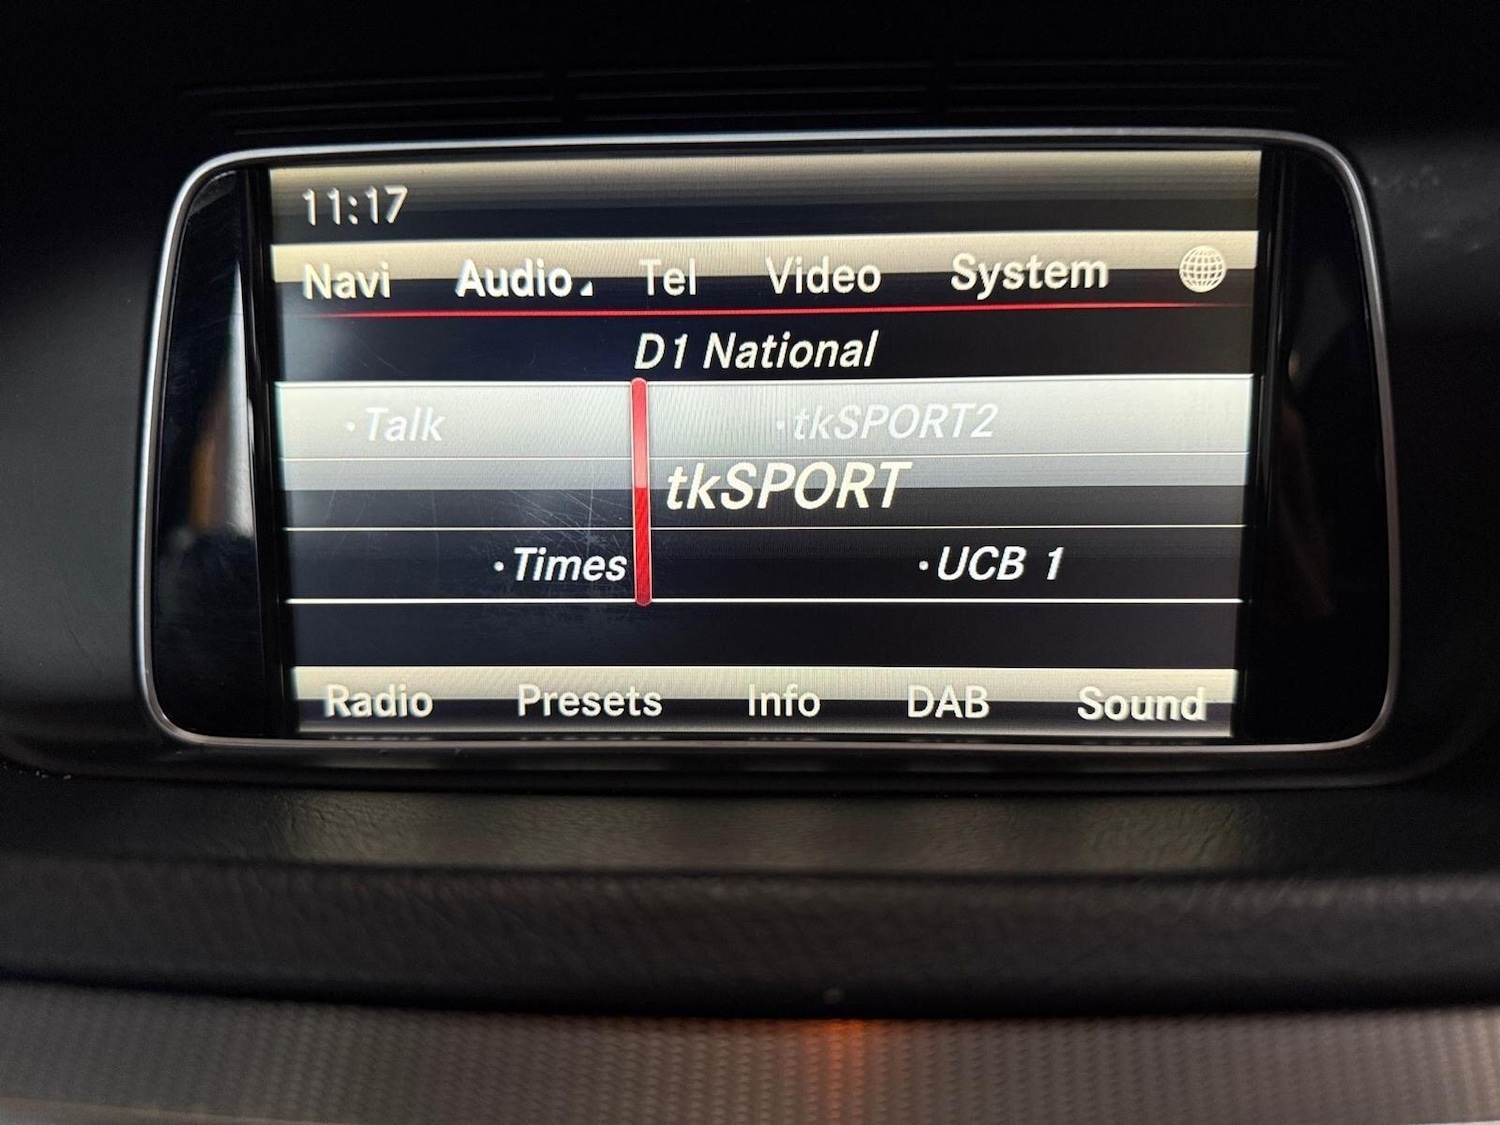 11:17
Navi Audio Tel Video System
D1 National
•Talk •tkSPORT2
tkSPORT
•Times •UCB 1
Radio Presets Info DAB Sound